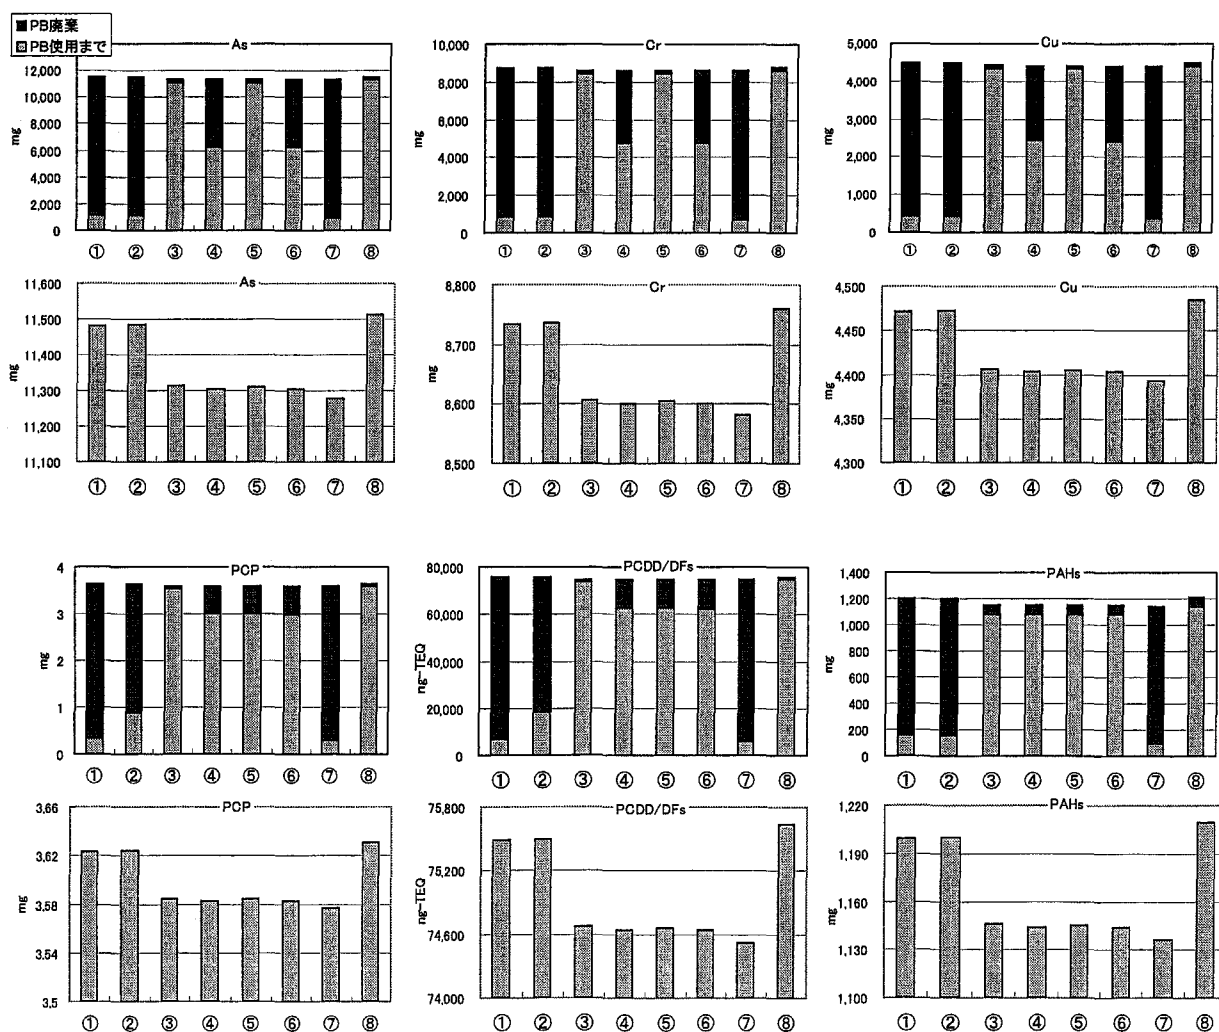 PB廃棄
PB使用まで
As
12,000
10,000
8,000
6,000
4,000
2,000
0
mg
① ② ③ ④ ⑤ ⑥ ⑦ ⑧
Cr
10,000
8,000
6,000
4,000
2,000
0
mg
① ② ③ ④ ⑤ ⑥ ⑦ ⑧
Cu
5,000
4,000
3,000
2,000
1,000
0
mg
① ② ③ ④ ⑤ ⑥ ⑦ ⑧
As
11,600
11,500
11,400
11,300
11,200
11,100
mg
① ② ③ ④ ⑤ ⑥ ⑦ ⑧
Cr
8,800
8,700
8,600
8,500
mg
① ② ③ ④ ⑤ ⑥ ⑦ ⑧
Cu
4,500
4,450
4,400
4,350
4,300
mg
① ② ③ ④ ⑤ ⑥ ⑦ ⑧
PCP
4
3
2
1
0
mg
① ② ③ ④ ⑤ ⑥ ⑦ ⑧
PCDD/DFs
80,000
60,000
40,000
20,000
0
ng-TEQ
① ② ③ ④ ⑤ ⑥ ⑦ ⑧
PAHs
1,400
1,200
1,000
800
600
400
200
0
mg
① ② ③ ④ ⑤ ⑥ ⑦ ⑧
PCP
3.66
3.62
3.58
3.54
3.5
mg
① ② ③ ④ ⑤ ⑥ ⑦ ⑧
PCDD/DFs
75,800
75,200
74,600
74,000
ng-TEQ
① ② ③ ④ ⑤ ⑥ ⑦ ⑧
PAHs
1,220
1,190
1,160
1,130
1,100
mg
① ② ③ ④ ⑤ ⑥ ⑦ ⑧